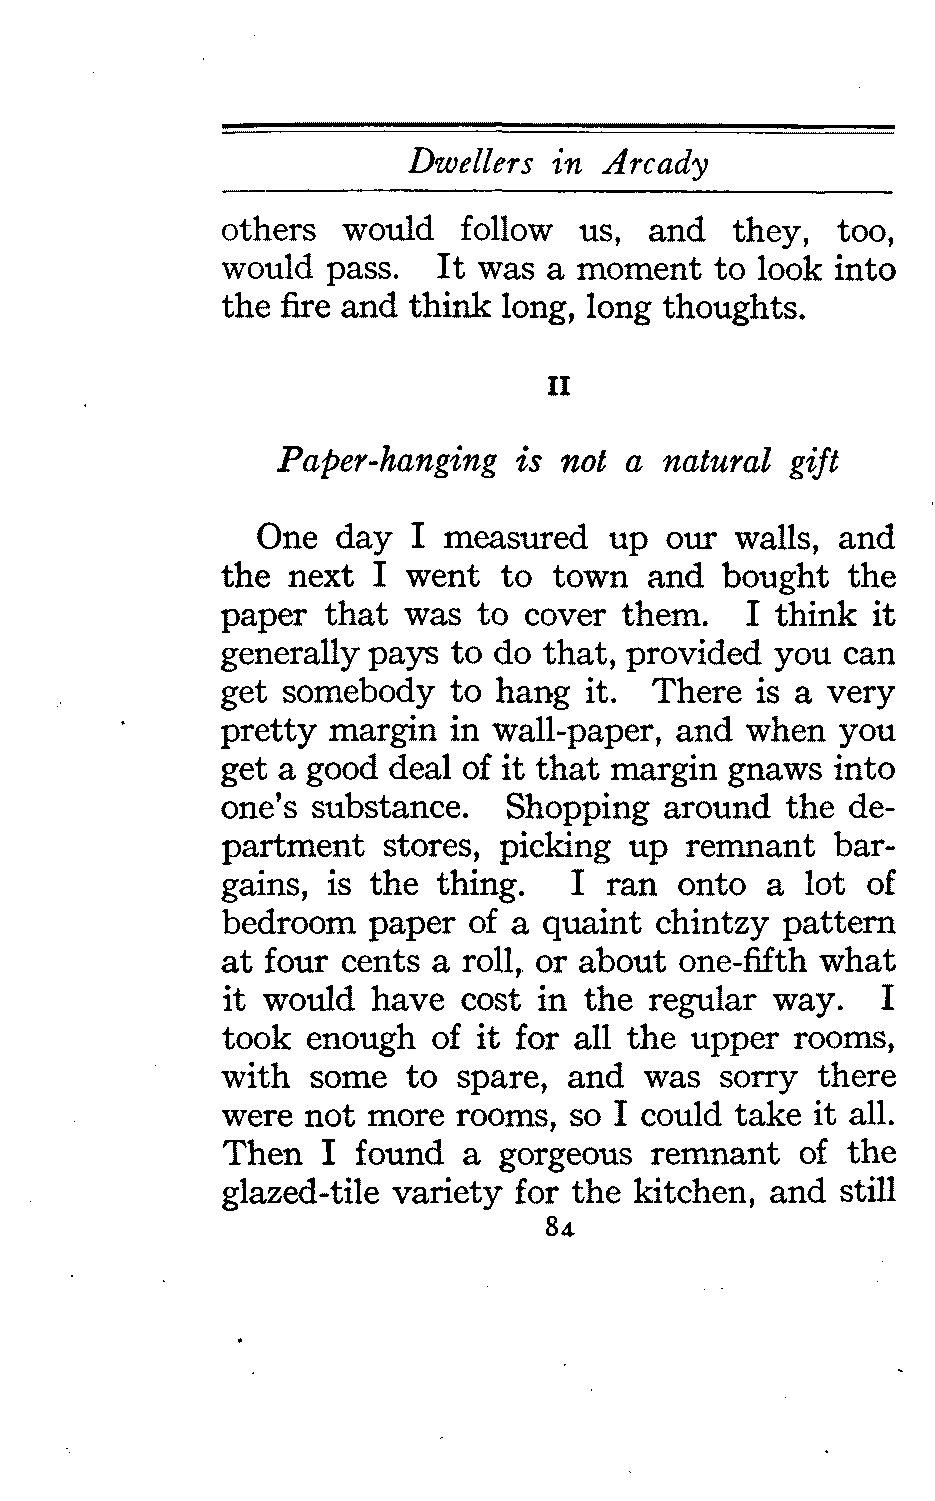 Dwellers in Arcady
others would follow us, and they, too,
would pass. It was a moment to look into
the fire and think long, long thoughts.
II
Paper-hanging is not a natural gift
One day I measured up our walls, and
the next I went to town and bought the
paper that was to cover them. I think it
generally pays to do that, provided you can
get somebody to hang it. There is a very
pretty margin in wall-paper, and when you
get a good deal of it that margin gnaws into
one's substance. Shopping around the de-
partment stores, picking up remnant bar-
gains, is the thing. I ran onto a lot of
bedroom paper of a quaint chintzy pattern
at four cents a roll, or about one-fifth what
it would have cost in the regular way. I
took enough of it for all the upper rooms,
with some to spare, and was sorry there
were not more rooms, so I could take it all.
Then I found a gorgeous remnant of the
glazed-tile variety for the kitchen, and still
84